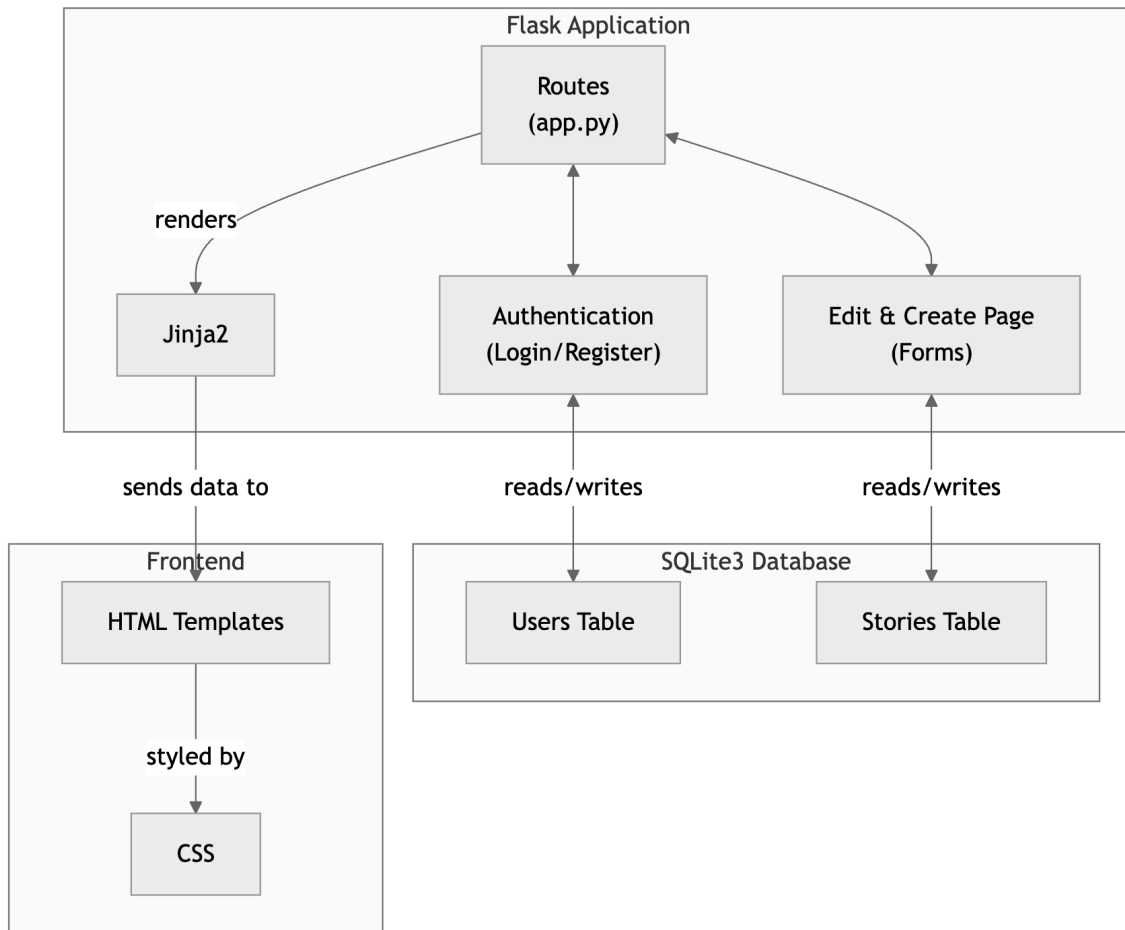 Flask Application
Routes
(app.py)
renders
Jinja2
Authentication
(Login/Register)
Edit & Create Page
(Forms)
sends data to
reads/writes
reads/writes
Frontend
HTML Templates
styled by
CSS
SQLite3 Database
Users Table
Stories Table